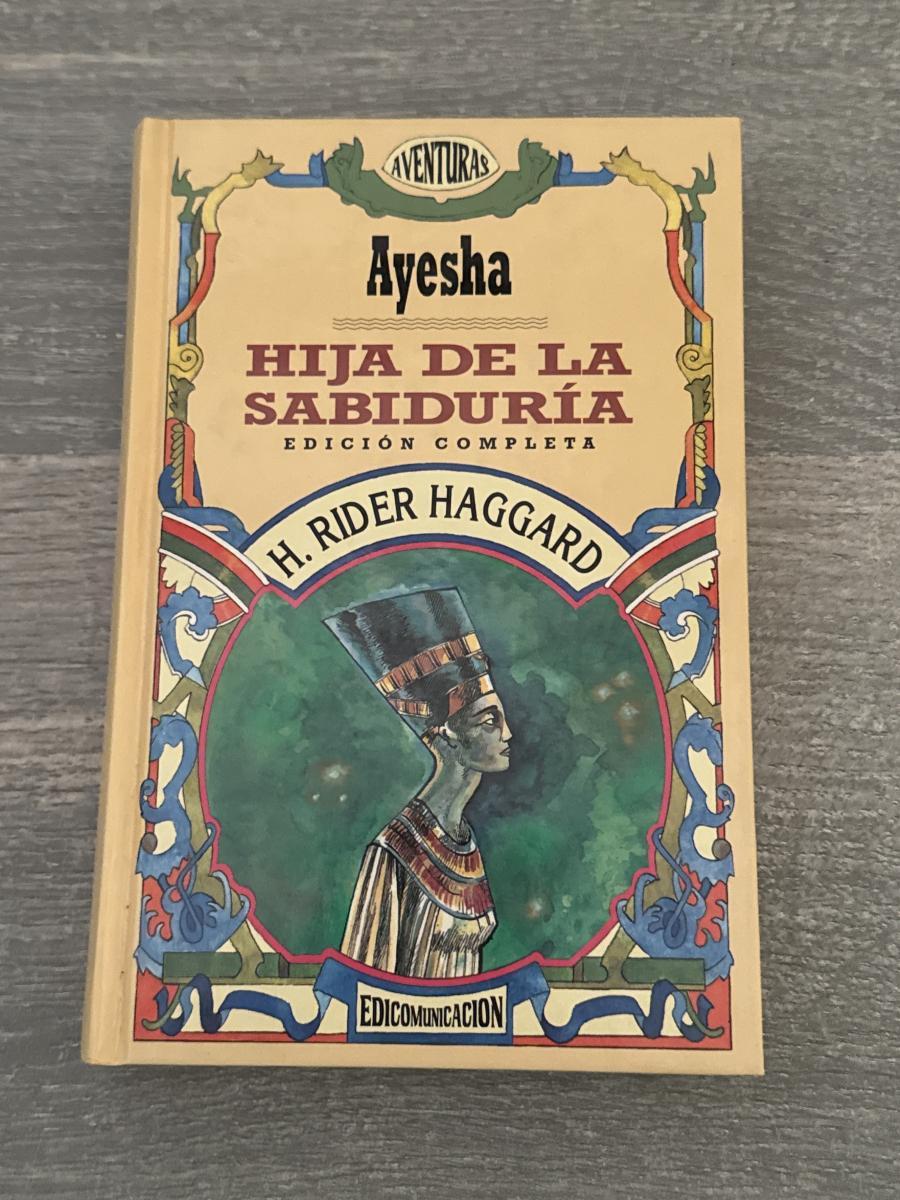 AVENTURAS
Ayesha
HIJA DE LA
SABIDURÍA
EDICIÓN COMPLETA
H. RIDER HAGGARD
EDICOMUNICACION